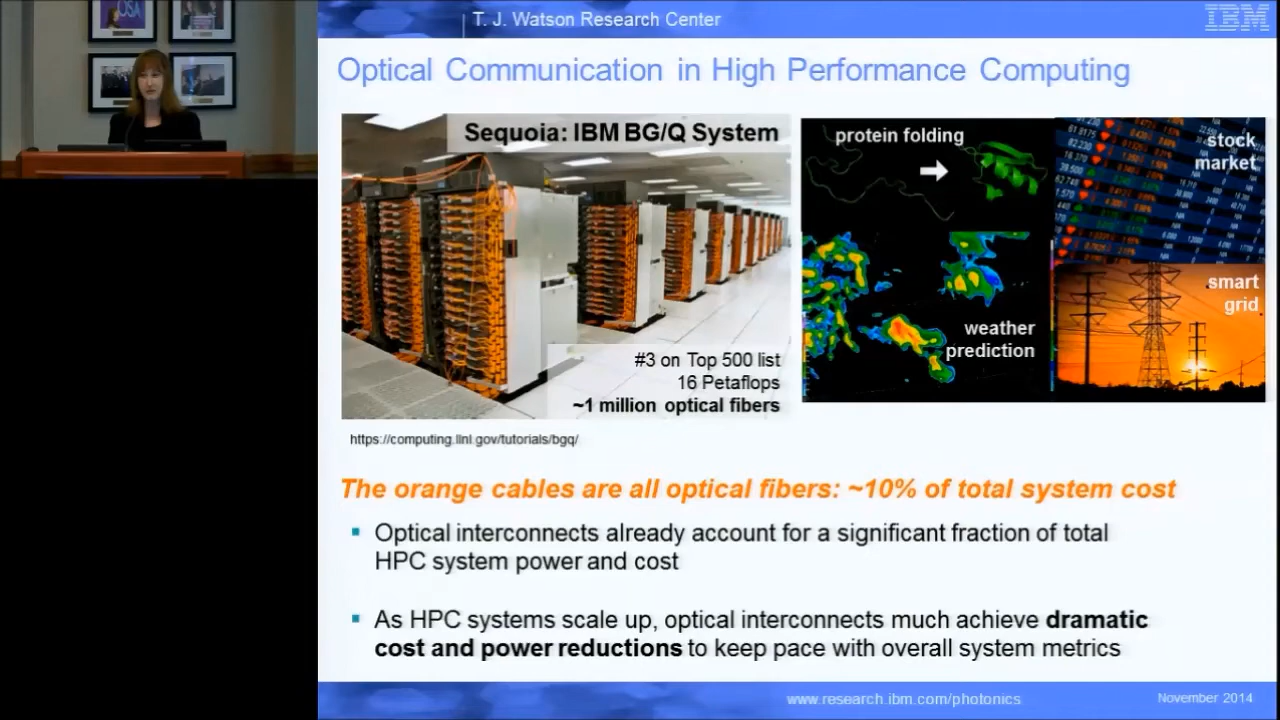 OSA
T. J. Watson Research Center
IBM
Optical Communication in High Performance Computing
Sequoia: IBM BG/Q System
#3 on Top 500 list
16 Petaflops
~1 million optical fibers
protein folding
stock
market
weather
prediction
smart
grid
https://computing.llnl.gov/tutorials/bgq/
The orange cables are all optical fibers: ~10% of total system cost
Optical interconnects already account for a significant fraction of total
HPC system power and cost
As HPC systems scale up, optical interconnects much achieve dramatic
cost and power reductions to keep pace with overall system metrics
www.research.ibm.com/photonics
November 2014